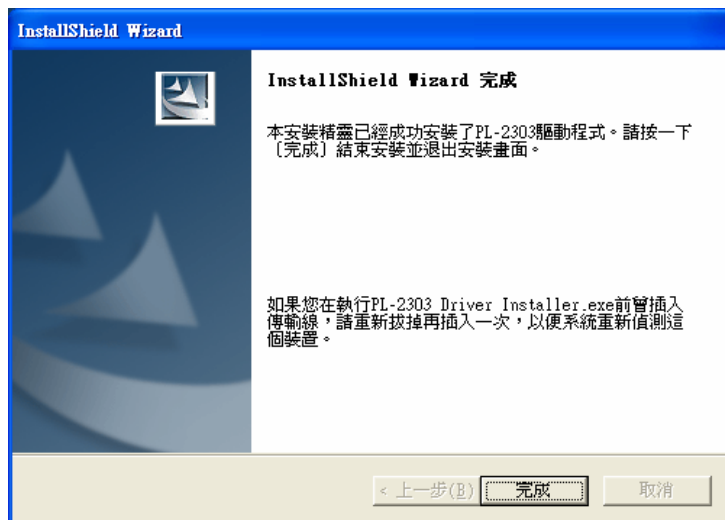 InstallShield Wizard
InstallShield Wizard 完成
本安裝精靈已經成功安裝了PL-2303驅動程式。請按一下
〔完成〕結束安裝並退出安裝畫面。
如果您在執行PL-2303 Driver Installer.exe前曾插入
傳輸線，請重新拔掉再插入一次，以便系統重新偵測這
個裝置。
< 上一步(B)
完成
取消